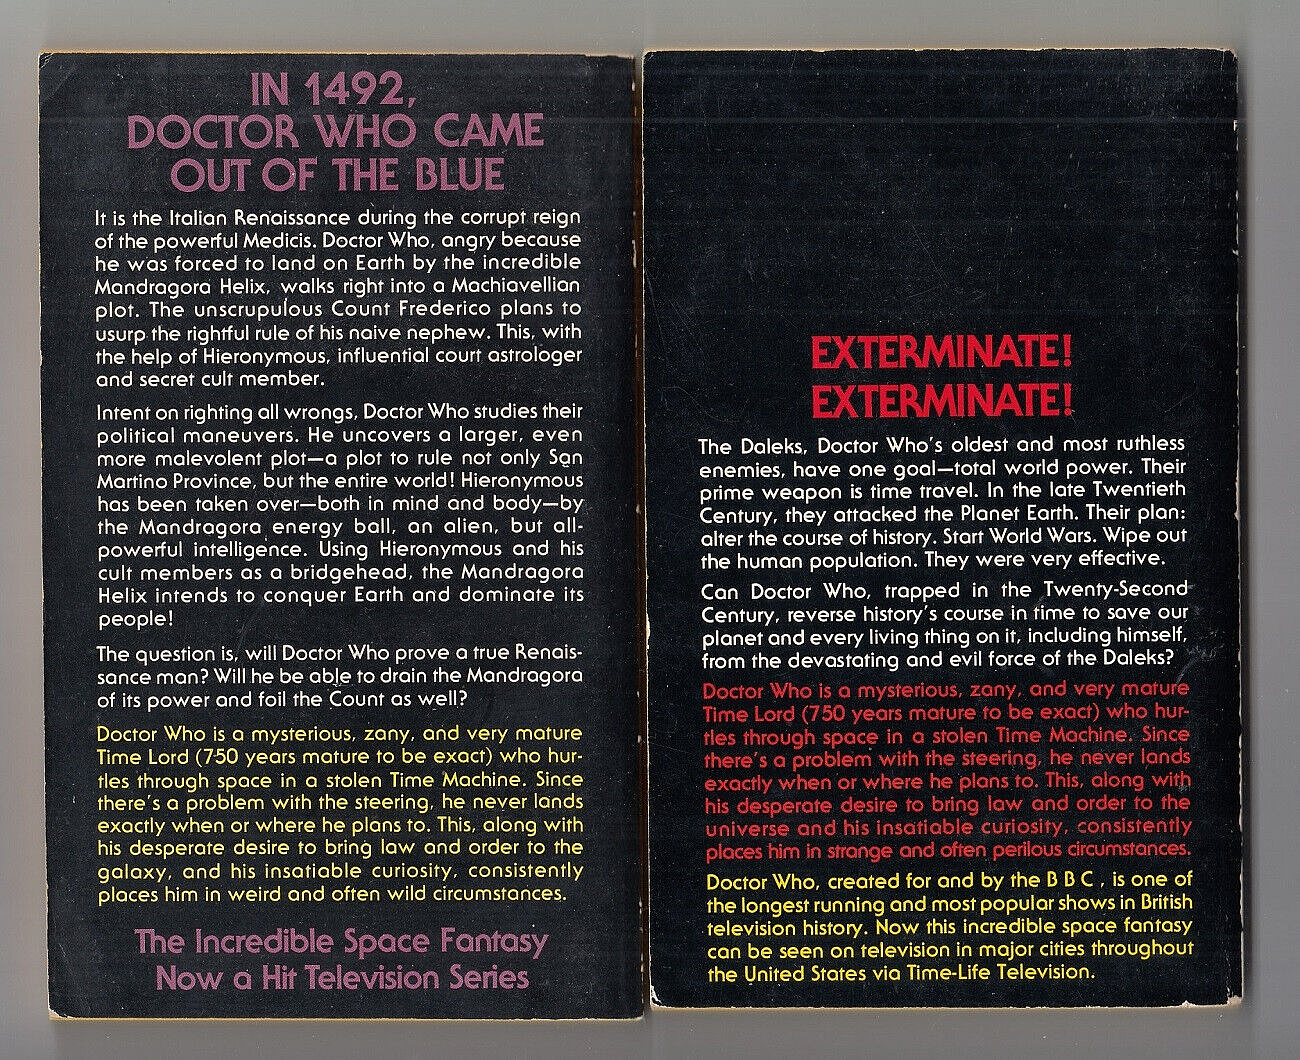 IN 1492,
DOCTOR WHO CAME
OUT OF THE BLUE
It is the Italian Renaissance during the corrupt reign
of the powerful Medicis. Doctor Who, angry because
he was forced to land on Earth by the incredible
Mandragora Helix, walks right into a Machiavellian
plot. The unscrupulous Count Frederico plans to
usurp the rightful rule of his naive nephew. This, with
the help of Hieronymous, influential court astrologer
and secret cult member.
Intent on righting all wrongs, Doctor Who studies their
political maneuvers. He uncovers a larger, even
more malevolent plot—a plot to rule not only San
Martino Province, but the entire world! Hieronymous
has been taken over—both in mind and body—by
the Mandragora energy ball, an alien, but all-
powerful intelligence. Using Hieronymous and his
cult members as a bridgehead, the Mandragora
Helix intends to conquer Earth and dominate its
people!
The question is, will Doctor Who prove a true Renais-
sance man? Will he be able to drain the Mandragora
of its power and foil the Count as well?
Doctor Who is a mysterious, zany, and very mature
Time Lord (750 years mature to be exact) who hur-
tles through space in a stolen Time Machine. Since
there's a problem with the steering, he never lands
exactly when or where he plans to. This, along with
his desperate desire to bring law and order to the
galaxy, and his insatiable curiosity, consistently
places him in weird and often wild circumstances.
The Incredible Space Fantasy
Now a Hit Television Series
EXTERMINATE!
EXTERMINATE!
The Daleks, Doctor Who's oldest and most ruthless
enemies, have one goal—total world power. Their
prime weapon is time travel. In the late Twentieth
Century, they attacked the Planet Earth. Their plan:
alter the course of history. Start World Wars. Wipe out
the human population. They were very effective.
Can Doctor Who, trapped in the Twenty-Second
Century, reverse history's course in time to save our
planet and every living thing on it, including himself,
from the devastating and evil force of the Daleks?
Doctor Who is a mysterious, zany, and very mature
Time Lord (750 years mature to be exact) who hur-
tles through space in a stolen Time Machine. Since
there's a problem with the steering, he never lands
exactly when or where he plans to. This, along with
his desperate desire to bring law and order to the
universe and his insatiable curiosity, consistently
places him in strange and often perilous circumstances.
Doctor Who, created for and by the B B C , is one of
the longest running and most popular shows in British
television history. Now this incredible space fantasy
can be seen on television in major cities throughout
the United States via Time-Life Television.